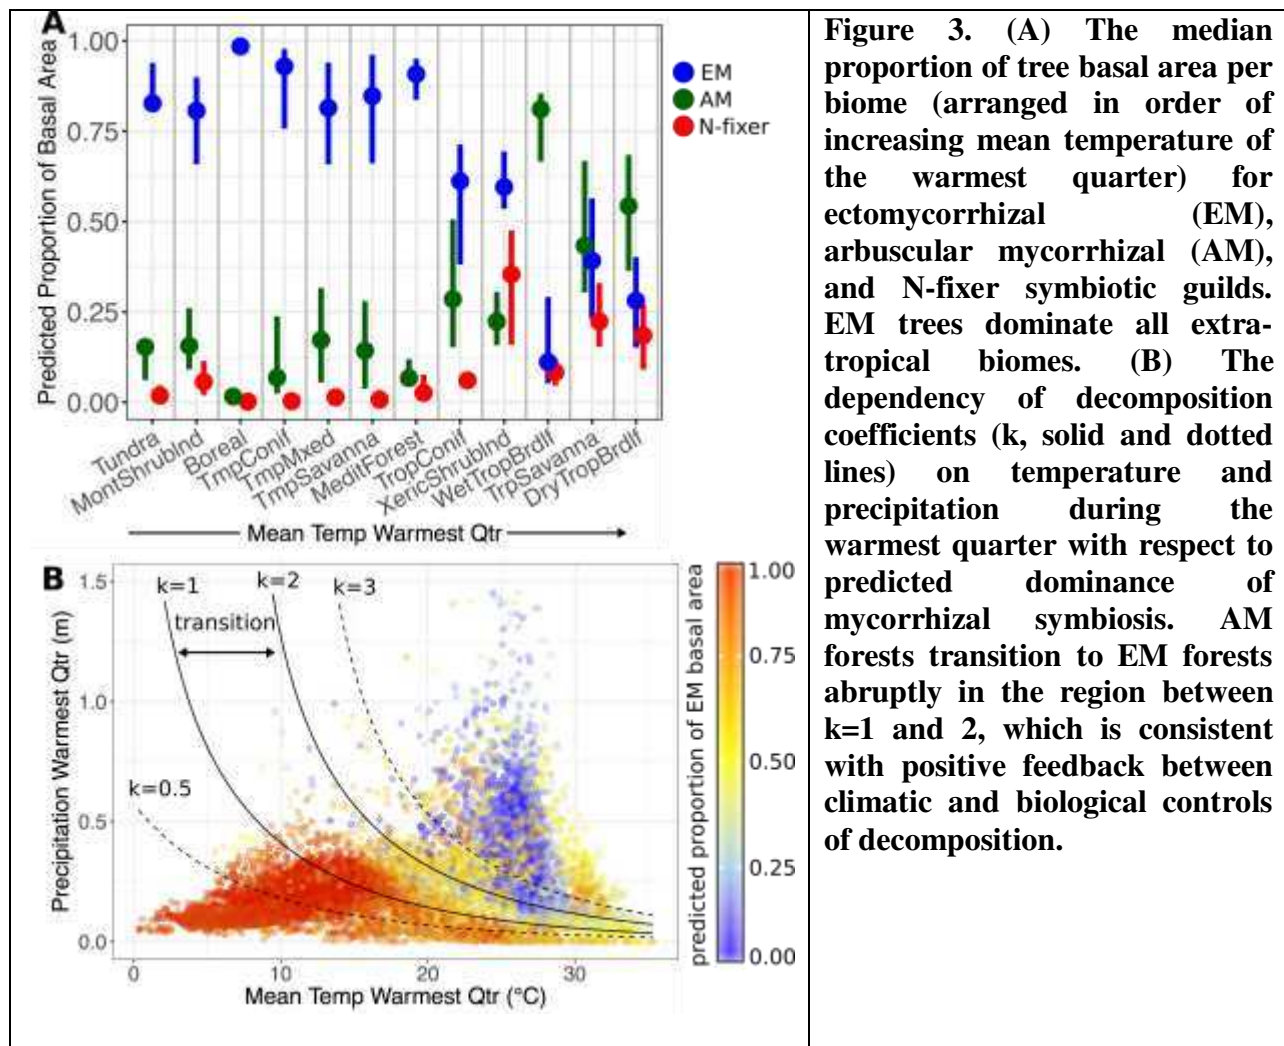 A
Predicted Proportion of Basal Area
1.00
0.75
0.50
0.25
0.00
EM
AM
N-fixer
Tundra
MontShrublnd
Boreal
TmpConif
TmpMxed
TmpSavanna
MeditForest
TropConif
XericShrublnd
WetTropBrdlf
TrpSavanna
DryTropBrdlf
Mean Temp Warmest Qtr
B
Precipitation Warmest Qtr (m)
1.5
1.0
0.5
0.0
k=1
k=2
k=3
transition
k=0.5
0
10
20
30
Mean Temp Warmest Qtr (°C)
predicted proportion of EM basal area
1.00
0.75
0.50
0.25
0.00
Figure 3. (A) The median
proportion of tree basal area per
biome (arranged in order of
increasing mean temperature of
the warmest quarter) for
ectomycorrhizal (EM),
arbuscular mycorrhizal (AM),
and N-fixer symbiotic guilds.
EM trees dominate all extra-
tropical biomes. (B) The
dependency of decomposition
coefficients (k, solid and dotted
lines) on temperature and
precipitation during the
warmest quarter with respect to
predicted dominance of
mycorrhizal symbiosis. AM
forests transition to EM forests
abruptly in the region between
k=1 and 2, which is consistent
with positive feedback between
climatic and biological controls
of decomposition.